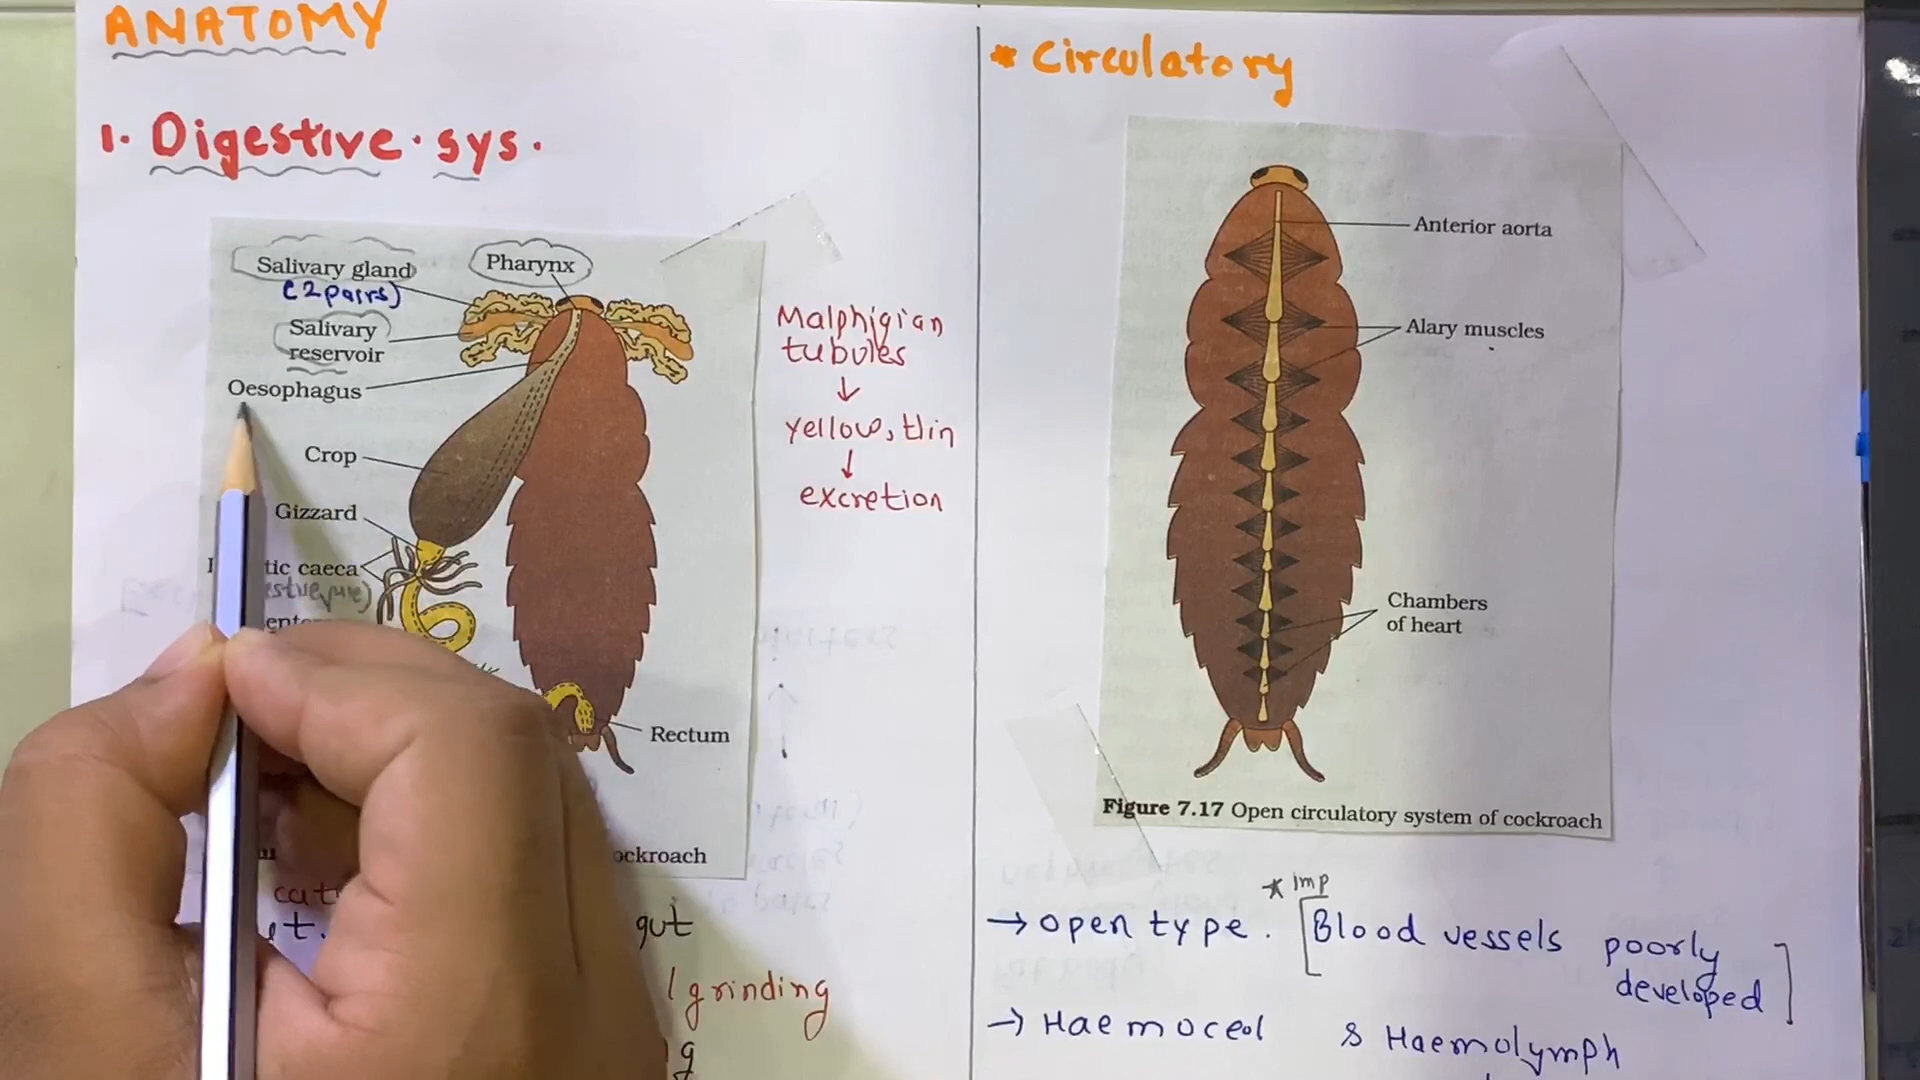 ANATOMY
1. Digestive. sys.
Salivary gland
(2 pairs)
Pharynx
Salivary
reservoir
Oesophagus
Crop
Gizzard
tic caeca
Rectum
ockroach
Malphigian
tubules
↓
yellow, thin
↓
excretion
gut
/grinding
* Circulatory
Anterior aorta
Alary muscles
Chambers
of heart
Figure 7.17 Open circulatory system of cockroach
* imp
→ open type. [Blood vessels poorly
developed]
→ Haemoceol & Haemolymph